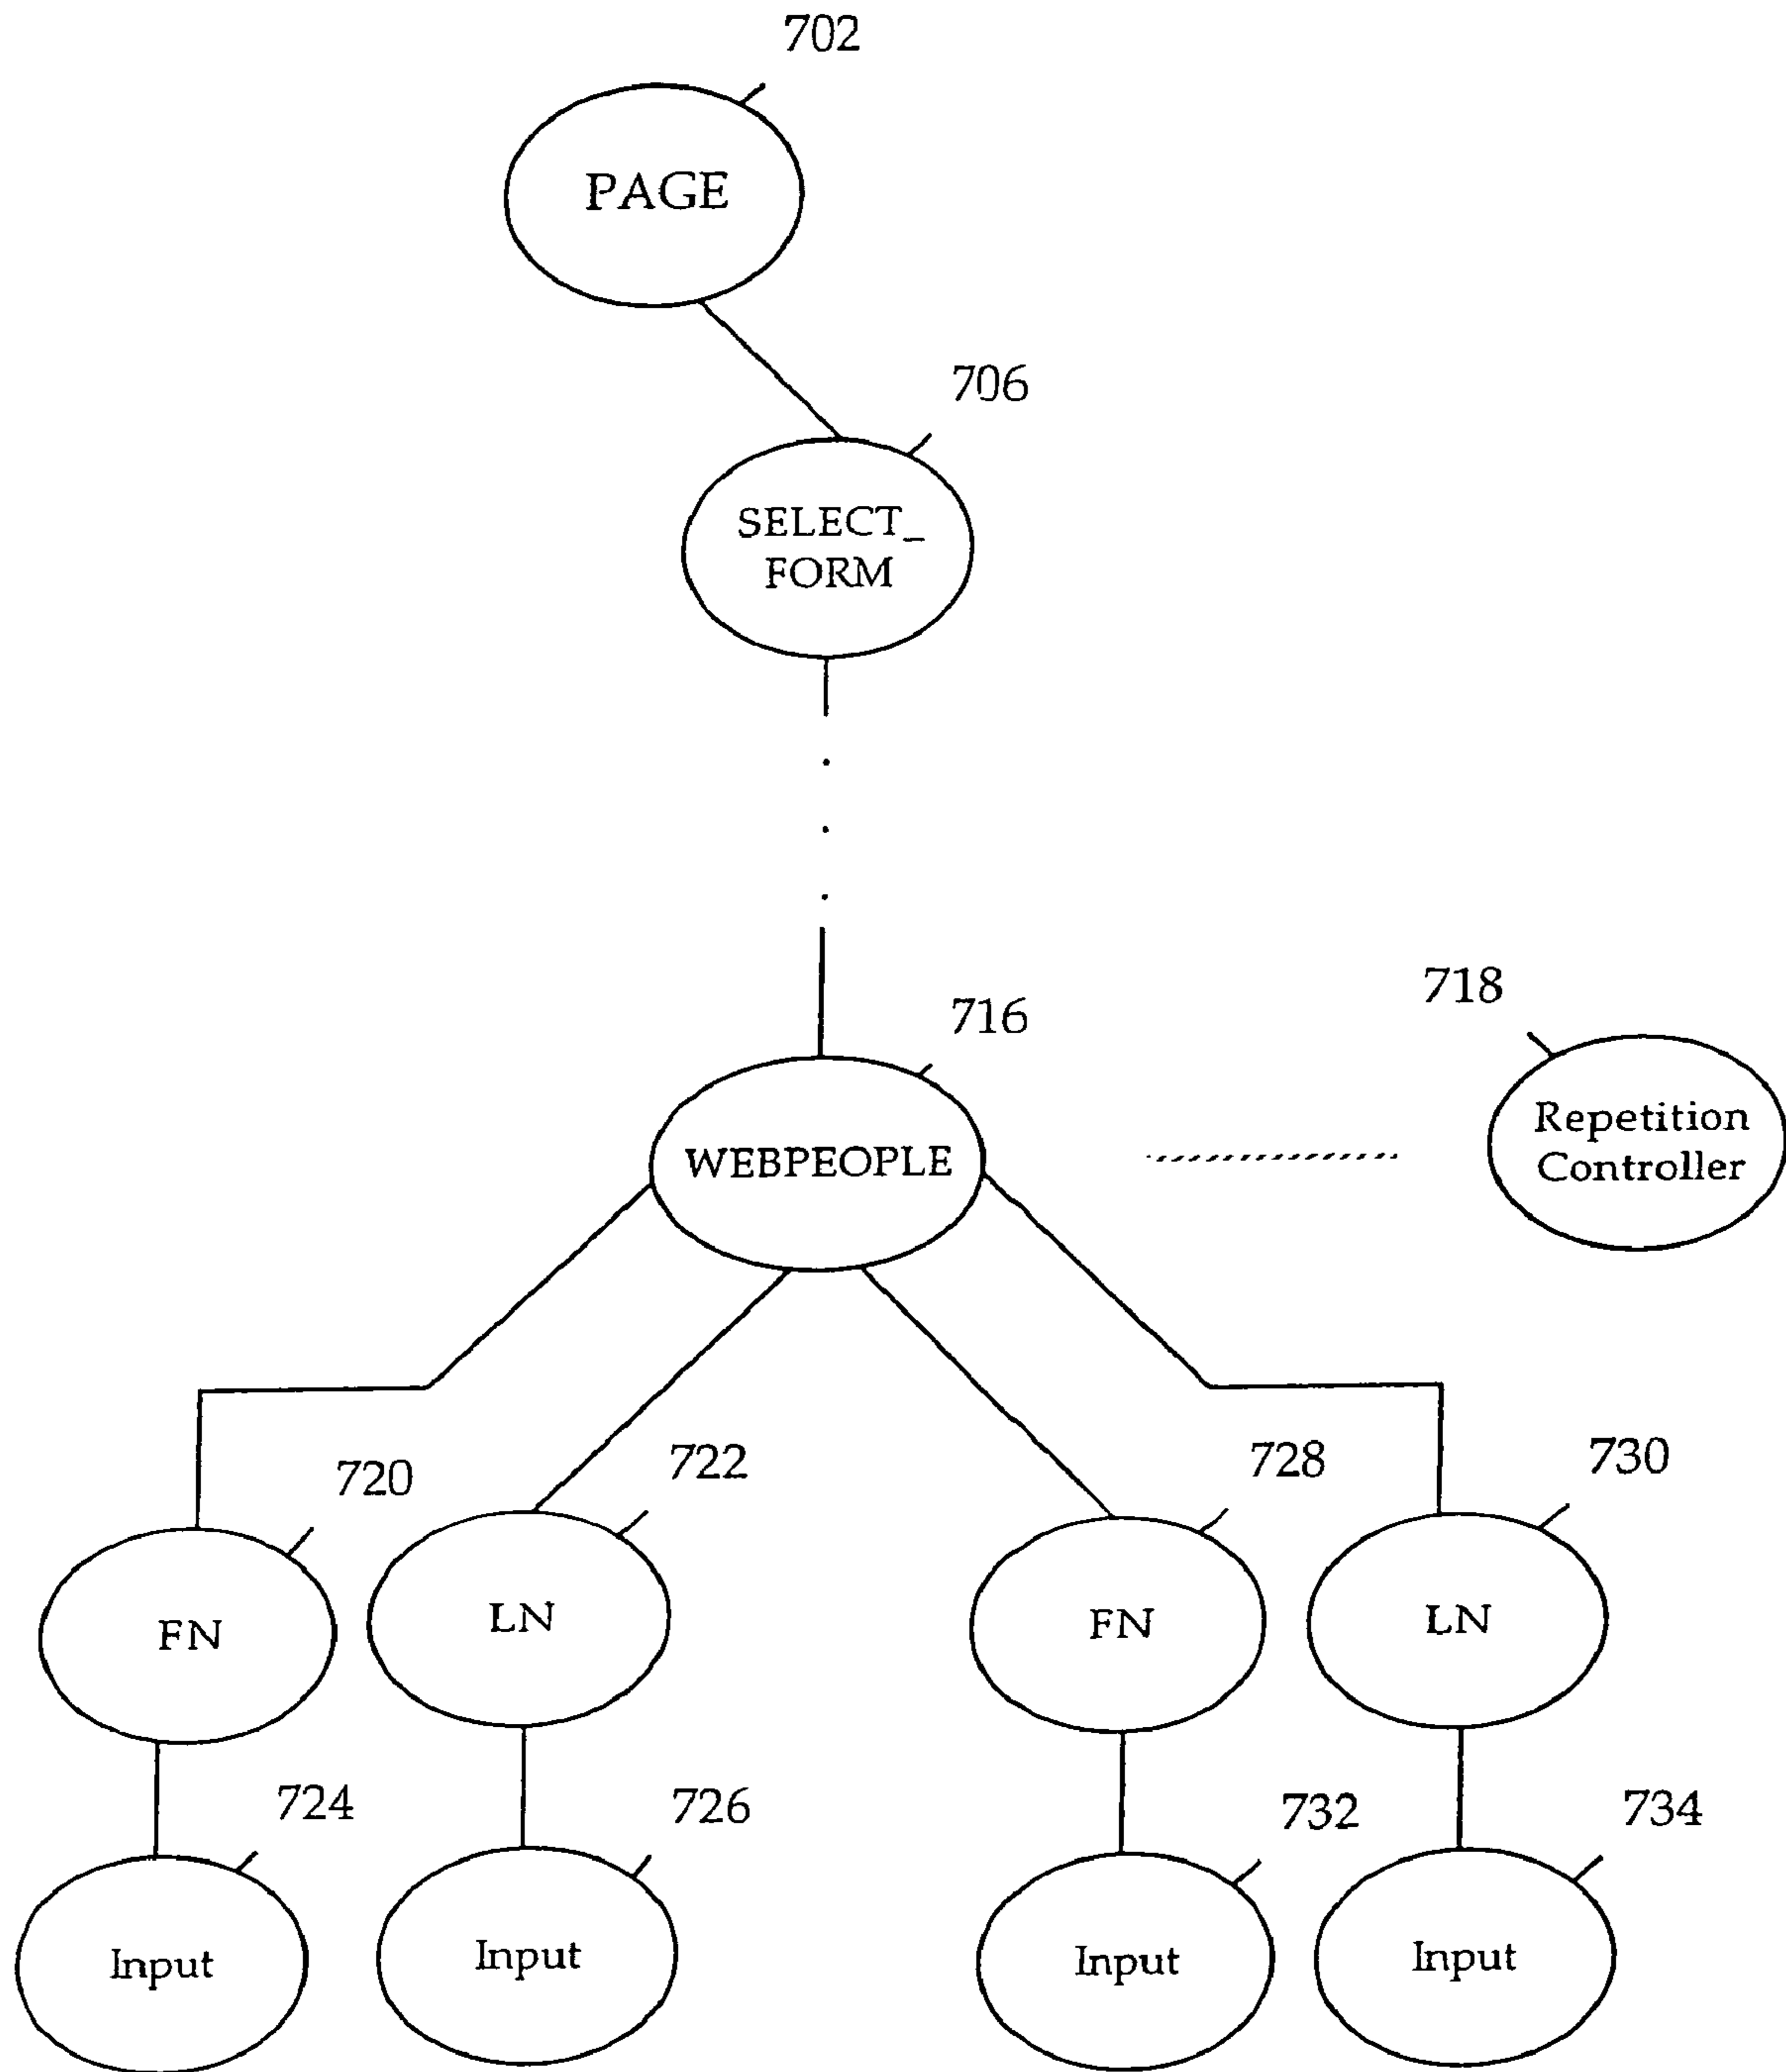 702
PAGE
706
SELECT_
FORM
716
718
WEBPEOPLE
Repetition
Controller
720
722
728
730
FN
LN
FN
LN
724
726
732
734
Input
Input
Input
Input